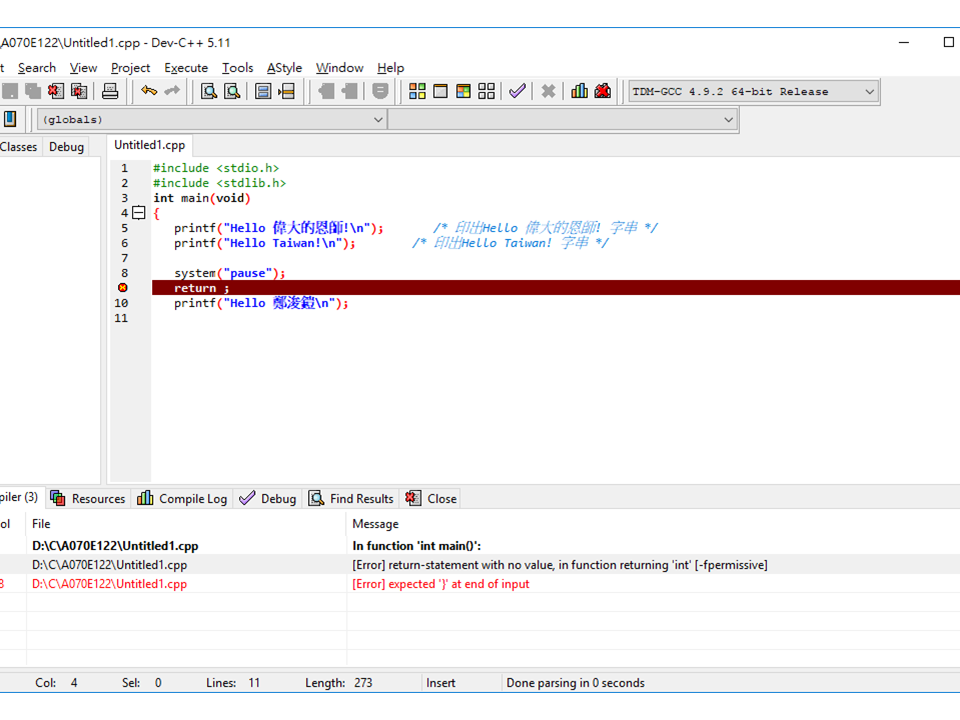 \A070E122\Untitled1.cpp - Dev-C++ 5.11
t Search View Project Execute Tools AStyle Window Help
TDM-GCC 4.9.2 64-bit Release
(globals)
Classes Debug Untitled1.cpp
1 #include <stdio.h>
2 #include <stdlib.h>
3 int main(void)
4 {
5 printf("Hello 偉大的恩師!\n"); /* 印出Hello 偉大的恩師! 字串 */
6 printf("Hello Taiwan!\n"); /* 印出Hello Taiwan! 字串 */
7
8 system("pause");
return ;
10 printf("Hello 鄭浚鎧\n");
11
piler (3) Resources Compile Log Debug Find Results Close
ol File Message
D:\C\A070E122\Untitled1.cpp In function 'int main()':
D:\C\A070E122\Untitled1.cpp [Error] return-statement with no value, in function returning 'int' [-fpermissive]
3 D:\C\A070E122\Untitled1.cpp [Error] expected '}' at end of input
Col: 4 Sel: 0 Lines: 11 Length: 273 Insert Done parsing in 0 seconds